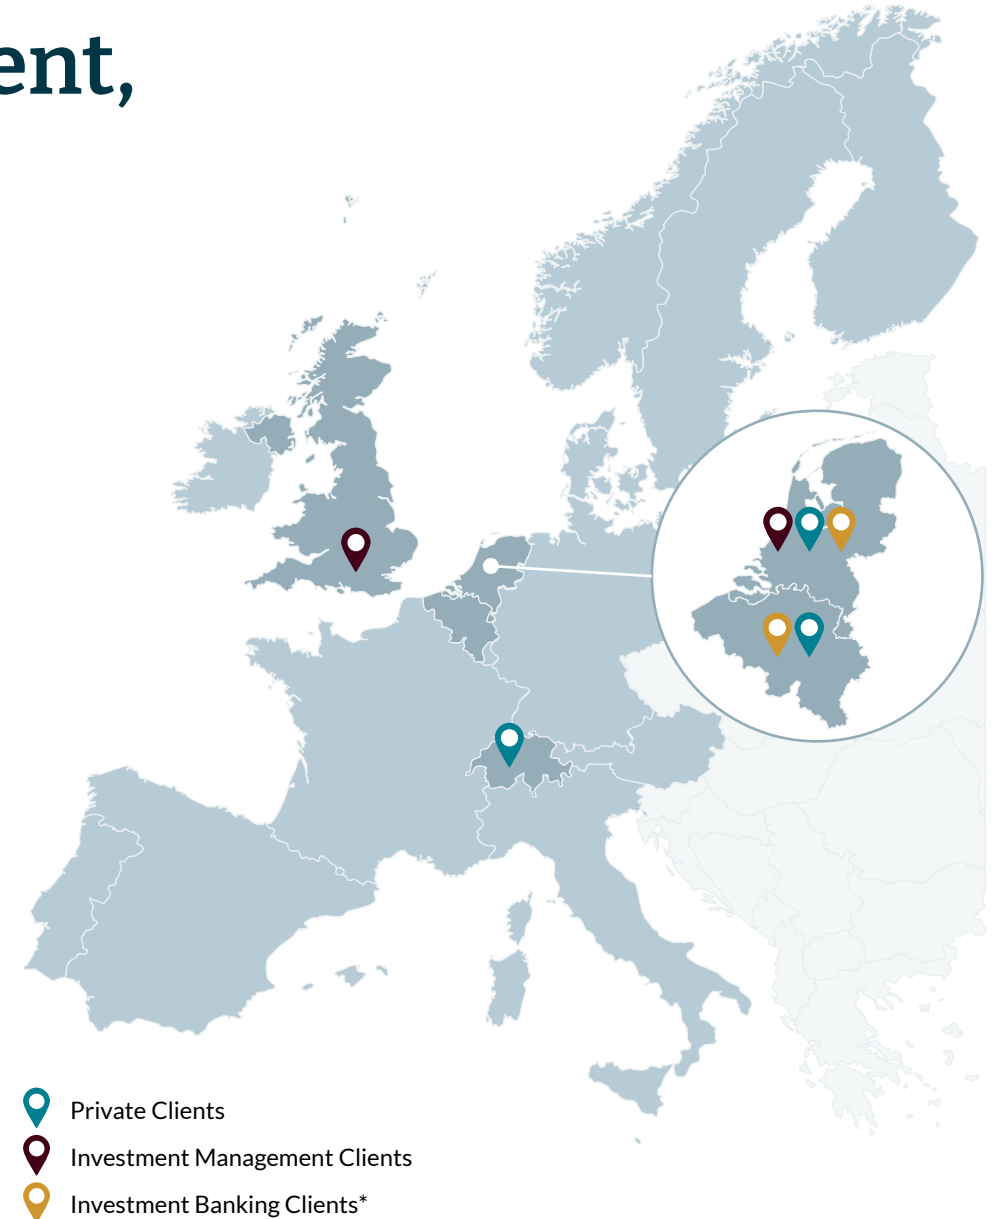 ent,
Private Clients
Investment Management Clients
Investment Banking Clients*